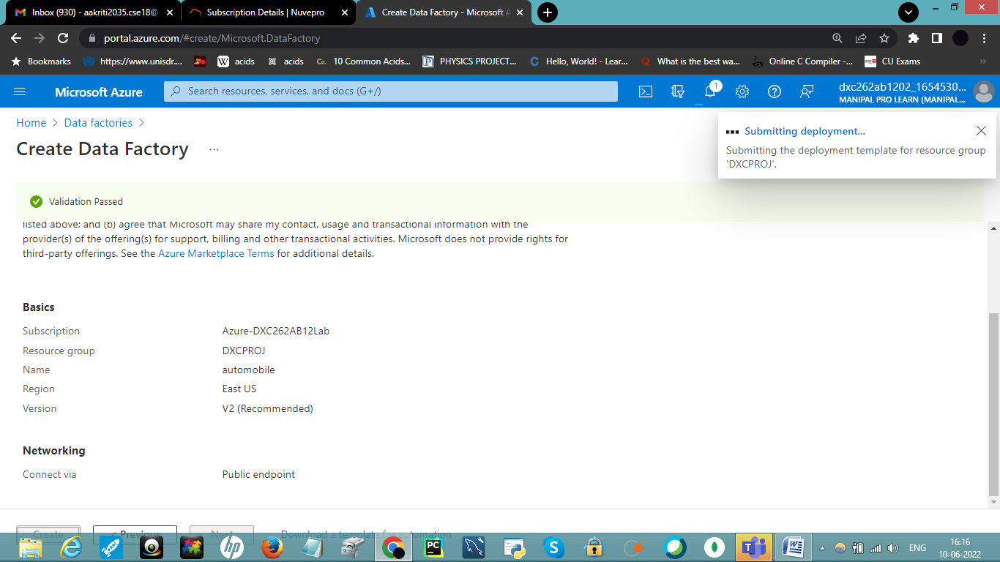 Inbox (930) - aakriti2035.cse18@
Subscription Details | Nuvepro
Create Data Factory - Microsoft A
portal.azure.com/#create/Microsoft.DataFactory
Bookmarks
https://www.unisdr....
acids
acids
Co.
10 Common Acids...
PHYSICS PROJECT...
Hello, World! - Lear...
What is the best wa...
Online C Compiler -...
CU Exams
Microsoft Azure
Search resources, services, and docs (G+/)
1
dxc262ab1202_1654530...
MANIPAL PRO LEARN (MANIPAL...
Home > Data factories >
Create Data Factory ...
Submitting deployment...
Submitting the deployment template for resource group
'DXCPROJ'.
Validation Passed
listed above; and (b) agree that Microsoft may share my contact, usage and transactional information with the
provider(s) of the offering(s) for support, billing and other transactional activities. Microsoft does not provide rights for
third-party offerings. See the Azure Marketplace Terms for additional details.
Basics
Subscription Azure-DXC262AB12Lab
Resource group DXCPROJ
Name automobile
Region East US
Version V2 (Recommended)
Networking
Connect via Public endpoint
Create
< Previous
Next
Download a template for automation
ENG
16:16
10-06-2022